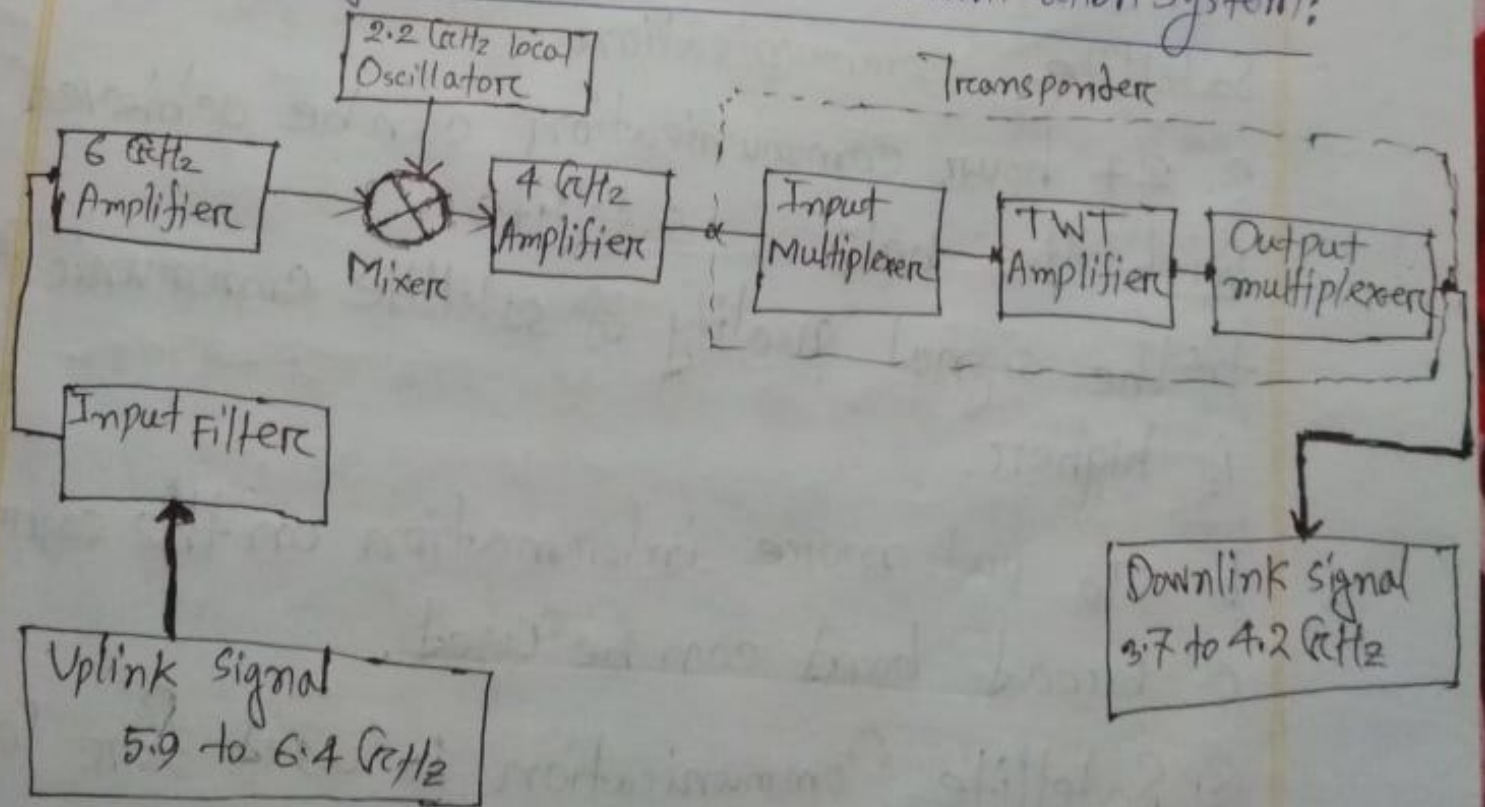 System:
Transponder
2.2 GHz local
Oscillator
6 GHz
Amplifier
Mixer
4 GHz
Amplifier
Input
Multiplexer
TWT
Amplifier
Output
multiplexer
Input Filter
Downlink signal
3.7 to 4.2 GHz
Uplink signal
5.9 to 6.4 GHz